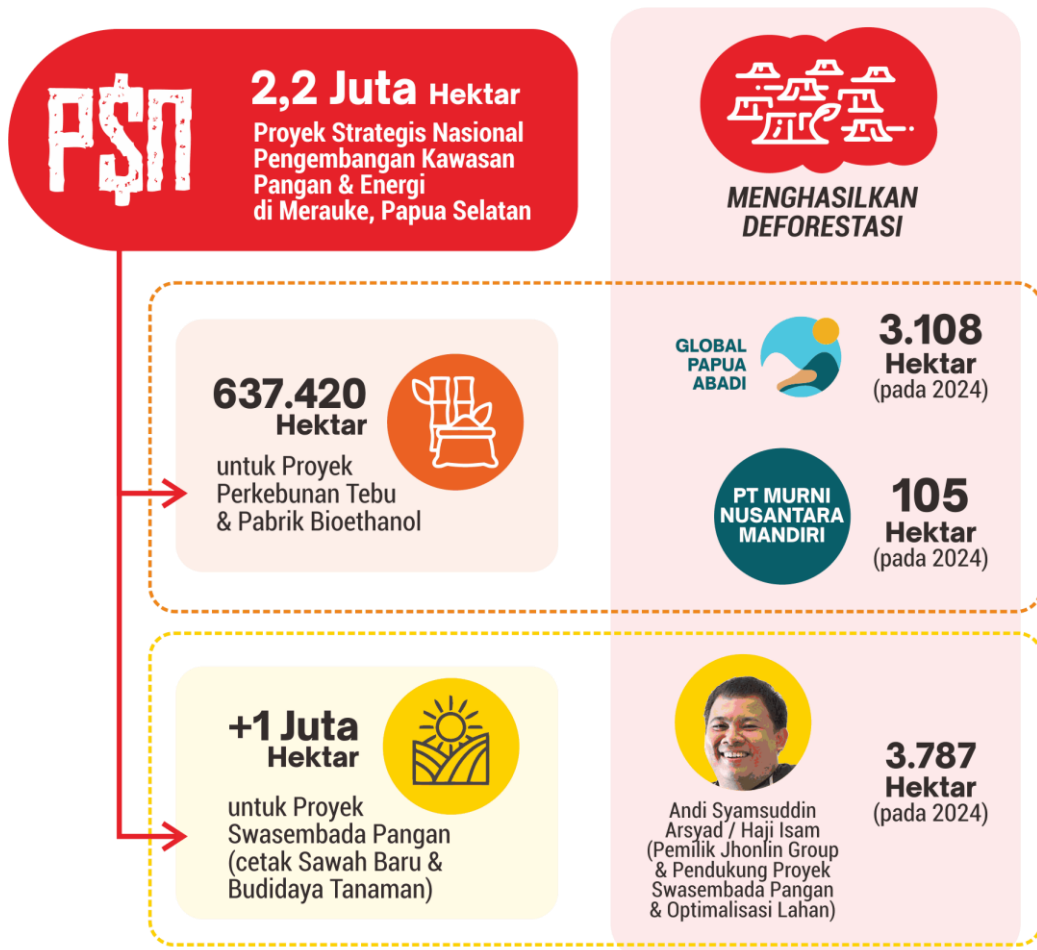 P$N
2,2 Juta Hektar
Proyek Strategis Nasional
Pengembangan Kawasan
Pangan & Energi
di Merauke, Papua Selatan
MENGHASILKAN
DEFORESTASI
637.420
Hektar
untuk Proyek
Perkebunan Tebu
& Pabrik Bioethanol
GLOBAL
PAPUA
ABADI
3.108
Hektar
(pada 2024)
PT MURNI
NUSANTARA
MANDIRI
105
Hektar
(pada 2024)
+1 Juta
Hektar
untuk Proyek
Swasembada Pangan
(cetak Sawah Baru &
Budidaya Tanaman)
Andi Syamsuddin
Arsyad / Haji Isam
(Pemilik Jhonlin Group
& Pendukung Proyek
Swasembada Pangan
& Optimalisasi Lahan)
3.787
Hektar
(pada 2024)